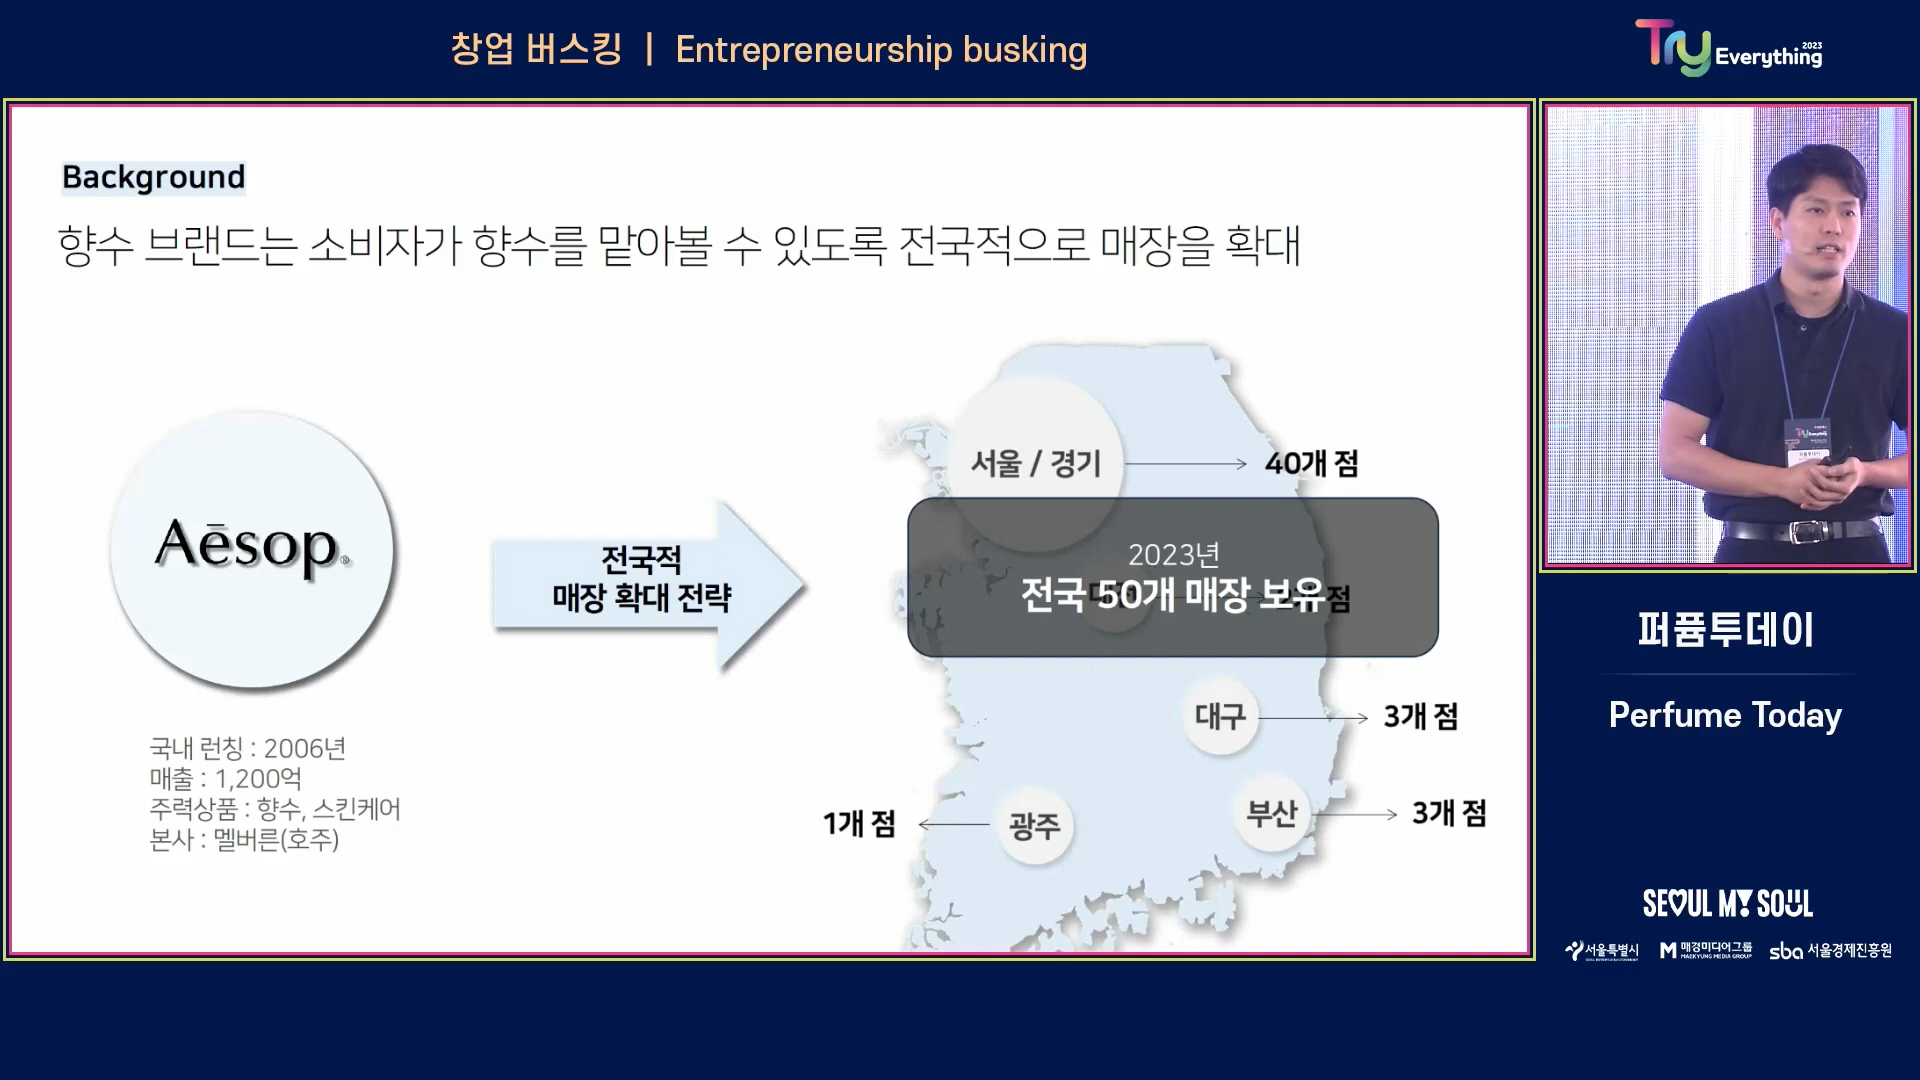 창업 버스킹 | Entrepreneurship busking
Try Everything 2023
Background
향수 브랜드는 소비자가 향수를 맡아볼 수 있도록 전국적으로 매장을 확대
Aēsop®
전국적
매장 확대 전략
국내 런칭 : 2006년
매출 : 1,200억
주력상품 : 향수, 스킨케어
본사 : 멜버른(호주)
서울 / 경기
40개 점
2023년
전국 50개 매장 보유
점
대구
3개 점
부산
3개 점
광주
1개 점
퍼퓸투데이
Perfume Today
SEOUL MY SOUL
서울특별시
매경미디어그룹
MAEKYUNG MEDIA GROUP
sba 서울경제진흥원